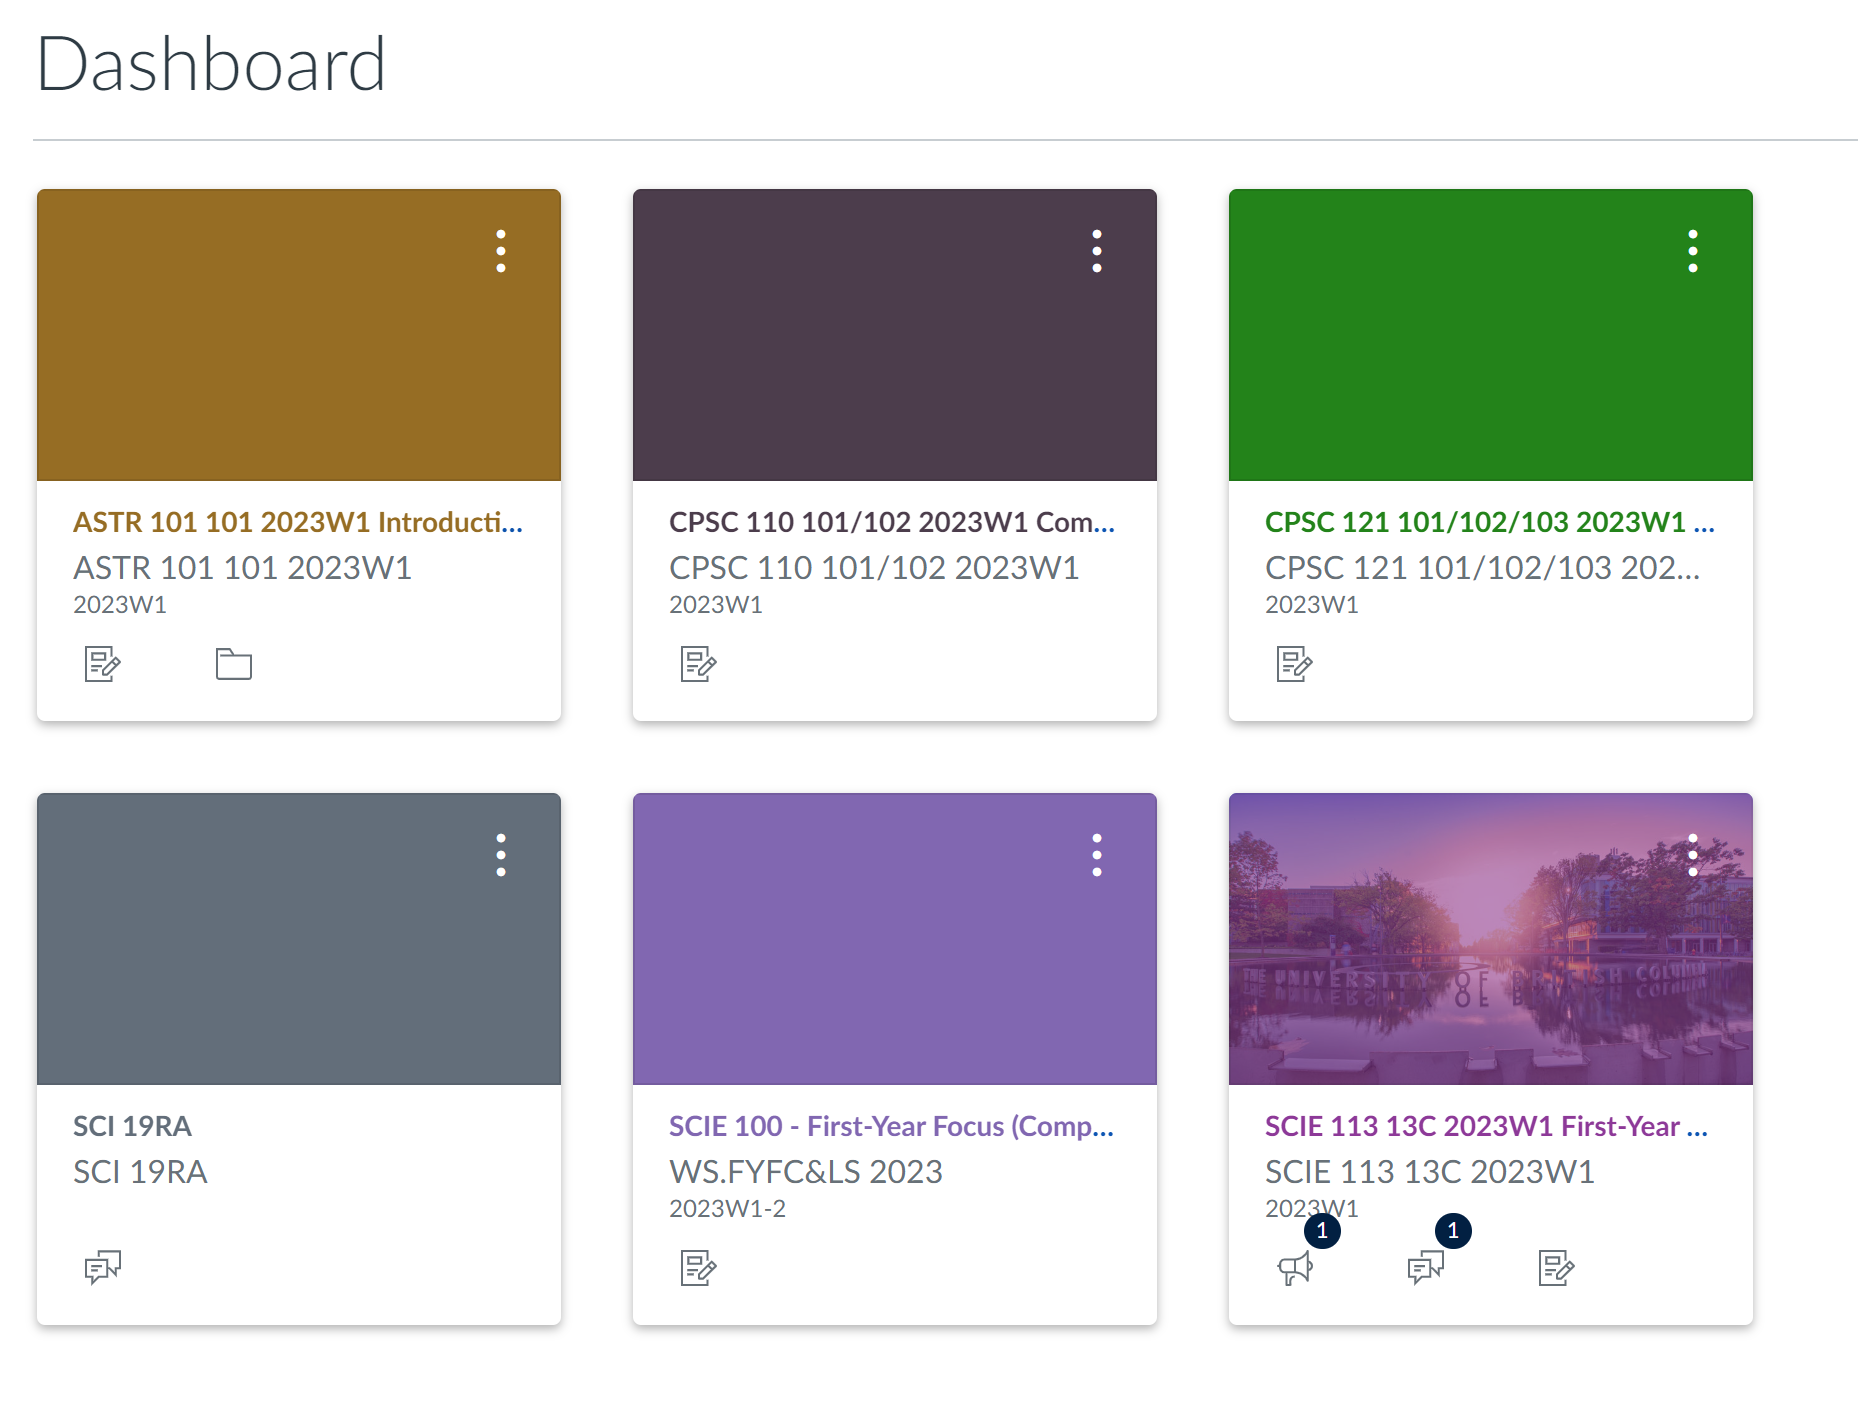 Dashboard
ASTR 101 101 2023W1 Introducti...
ASTR 101 101 2023W1
2023W1
CPSC 110 101/102 2023W1 Com...
CPSC 110 101/102 2023W1
2023W1
CPSC 121 101/102/103 2023W1 ...
CPSC 121 101/102/103 202...
2023W1
SCI 19RA
SCI 19RA
SCIE 100 - First-Year Focus (Comp...
WS.FYFC&LS 2023
2023W1-2
THE UNIVERSITY OF BRITISH COLUMBIA
SCIE 113 13C 2023W1 First-Year ...
SCIE 113 13C 2023W1
2023W1
1
1